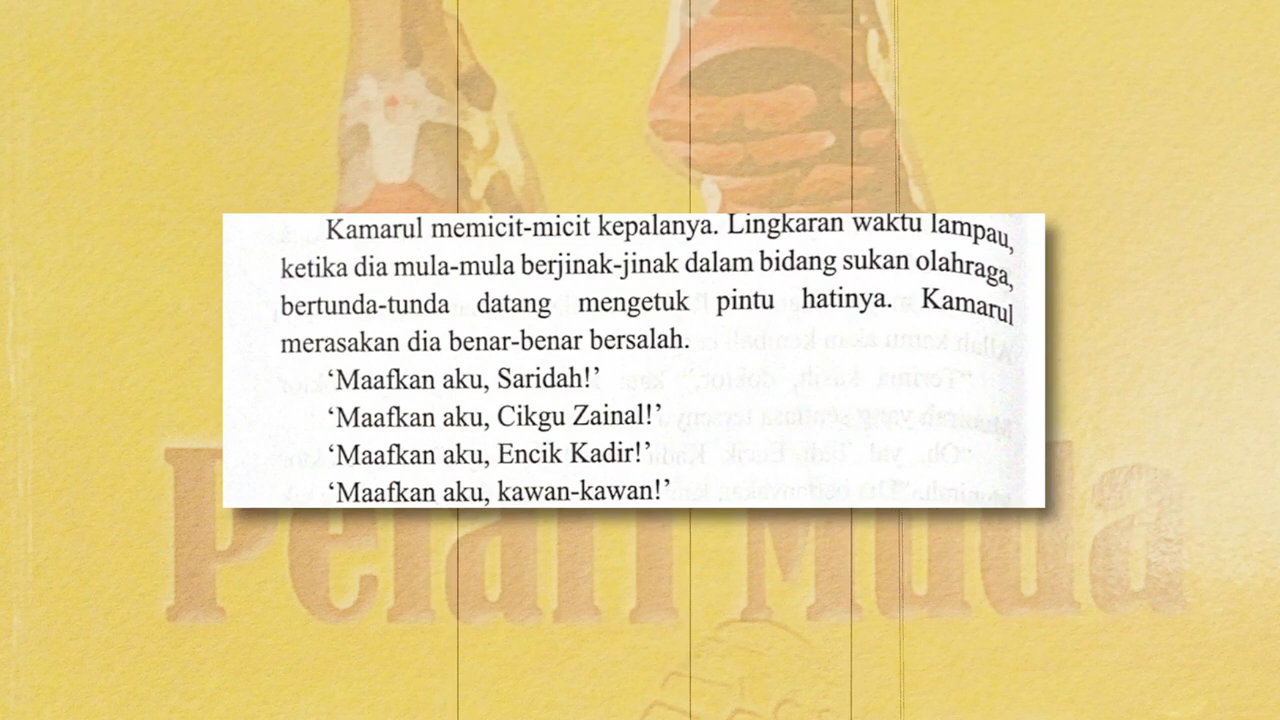 Kamarul memicit-micit kepalanya. Lingkaran waktu lampau,
ketika dia mula-mula berjinak-jinak dalam bidang sukan olahraga,
bertunda-tunda datang mengetuk pintu hatinya. Kamarul
merasakan dia benar-benar bersalah.
‘Maafkan aku, Saridah!’
‘Maafkan aku, Cikgu Zainal!’
‘Maafkan aku, Encik Kadir!’
‘Maafkan aku, kawan-kawan!’
Pelari Muda